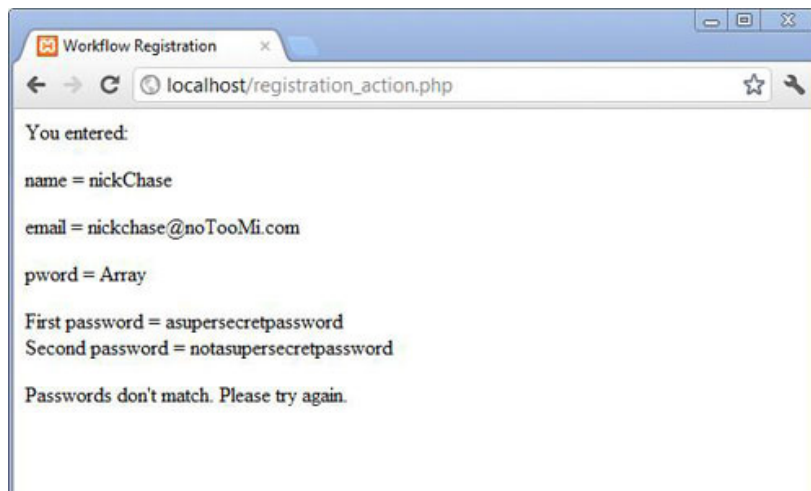 Workflow Registration
localhost/registration_action.php
You entered:
name = nickChase
email = nickchase@noTooMi.com
pword = Array
First password = asupersecretpassword
Second password = notasupersecretpassword
Passwords don't match. Please try again.